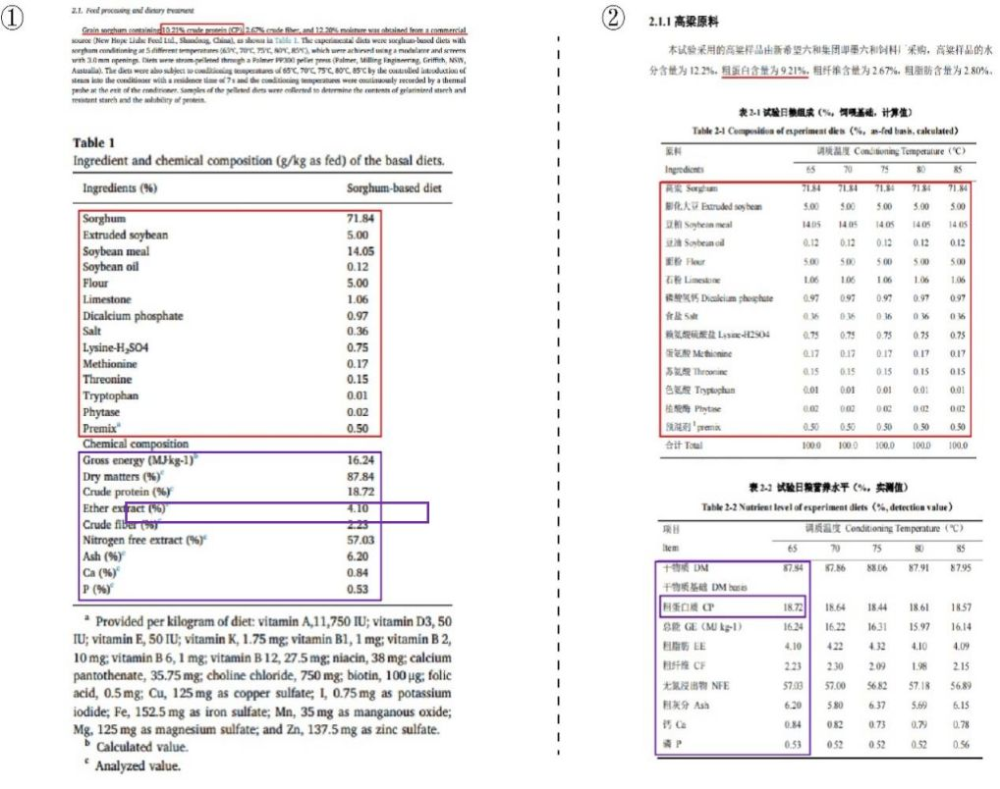 ①
2.1. Feed processing and dietary treatment
Grain sorghum containing 10.21% crude protein (CP), 2.67% crude fiber, and 12.20% moisture was obtained from a commercial
source (New Hope Liuhe Feed Ltd., Shandong, China), as shown in Table 1. The experimental diets were sorghum-based diets with
sorghum conditioning at 5 different temperatures (65℃, 70℃, 75℃, 80℃, 85℃), which were achieved using a modulator and screens
with 3.0 mm openings. Diets were steam-pelleted through a Palmer PP300 pellet press (Palmer, Milling Engineering, Griffith, NSW,
Australia). The diets were also subject to conditioning temperatures of 65℃, 70℃, 75℃, 80℃, 85℃ by the controlled introduction of
steam into the conditioner with a residence time of 7 s and the conditioning temperatures were continuously recorded by a thermal
probe at the exit of the conditioner. Samples of the pelleted diets were collected to determine the contents of gelatinized starch and
resistant starch and the solubility of protein.
Table 1
Ingredient and chemical composition (g/kg as fed) of the basal diets.
Ingredients (%) Sorghum-based diet
Sorghum 71.84
Extruded soybean 5.00
Soybean meal 14.05
Soybean oil 0.12
Flour 5.00
Limestone 1.06
Dicalcium phosphate 0.97
Salt 0.36
Lysine-H2SO4 0.75
Methionine 0.17
Threonine 0.15
Tryptophan 0.01
Phytase 0.02
Premix a 0.50
Chemical composition
Gross energy (MJ·kg-1) b 16.24
Dry matters (%) c 87.84
Crude protein (%) c 18.72
Ether extract (%) c 4.10
Crude fiber (%) c 2.23
Nitrogen free extract (%) c 57.03
Ash (%) c 6.20
Ca (%) c 0.84
P (%) c 0.53
a Provided per kilogram of diet: vitamin A,11,750 IU; vitamin D3, 50
IU; vitamin E, 50 IU; vitamin K, 1.75 mg; vitamin B1, 1 mg; vitamin B 2,
10 mg; vitamin B 6, 1 mg; vitamin B 12, 27.5 mg; niacin, 38 mg; calcium
pantothenate, 35.75 mg; choline chloride, 750 mg; biotin, 100 μg; folic
acid, 0.5 mg; Cu, 125 mg as copper sulfate; I, 0.75 mg as potassium
iodide; Fe, 152.5 mg as iron sulfate; Mn, 35 mg as manganous oxide;
Mg, 125 mg as magnesium sulfate; and Zn, 137.5 mg as zinc sulfate.
b Calculated value.
c Analyzed value.
②
2.1.1 高粱原料
本试验采用的高粱样品由新希望六和集团即墨六和饲料厂采购，高粱样品的水
分含量为 12.2%，粗蛋白含量为 9.21%，粗纤维含量为 2.67%，粗脂肪含量为 2.80%。
表 2-1 试验日粮组成（%，饲喂基础，计算值）
Table 2-1 Composition of experiment diets（%, as-fed basis, calculated）
原料 调质温度 Conditioning Temperature（℃）
Ingredients 65 70 75 80 85
高粱 Sorghum 71.84 71.84 71.84 71.84 71.84
膨化大豆 Extruded soybean 5.00 5.00 5.00 5.00 5.00
豆粕 Soybean meal 14.05 14.05 14.05 14.05 14.05
豆油 Soybean oil 0.12 0.12 0.12 0.12 0.12
面粉 Flour 5.00 5.00 5.00 5.00 5.00
石粉 Limestone 1.06 1.06 1.06 1.06 1.06
磷酸氢钙 Dicalcium phosphate 0.97 0.97 0.97 0.97 0.97
食盐 Salt 0.36 0.36 0.36 0.36 0.36
赖氨酸硫酸盐 Lysine-H2SO4 0.75 0.75 0.75 0.75 0.75
蛋氨酸 Methionine 0.17 0.17 0.17 0.17 0.17
苏氨酸 Threonine 0.15 0.15 0.15 0.15 0.15
色氨酸 Tryptophan 0.01 0.01 0.01 0.01 0.01
植酸酶 Phytase 0.02 0.02 0.02 0.02 0.02
预混剂 1 premix 0.50 0.50 0.50 0.50 0.50
合计 Total 100.0 100.0 100.0 100.0 100.0
表 2-2 试验日粮营养水平（%，实测值）
Table 2-2 Nutrient level of experiment diets（%, detection value）
项目 调质温度 Conditioning Temperature（℃）
Item 65 70 75 80 85
干物质 DM 87.84 87.86 88.06 87.91 87.95
干物质基础 DM basis
粗蛋白质 CP 18.72 18.64 18.44 18.61 18.57
总能 GE（MJ kg-1） 16.24 16.22 16.31 15.97 16.14
粗脂肪 EE 4.10 4.22 4.32 4.10 4.09
粗纤维 CF 2.23 2.30 2.09 1.98 2.15
无氮浸出物 NFE 57.03 57.00 56.82 57.18 56.89
粗灰分 Ash 6.20 5.80 6.37 5.69 6.15
钙 Ca 0.84 0.82 0.73 0.79 0.78
磷 P 0.53 0.52 0.52 0.52 0.56